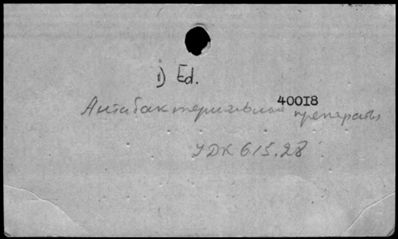 1) Ed.
40018
Антибактериальные препараты
УДК 615.28